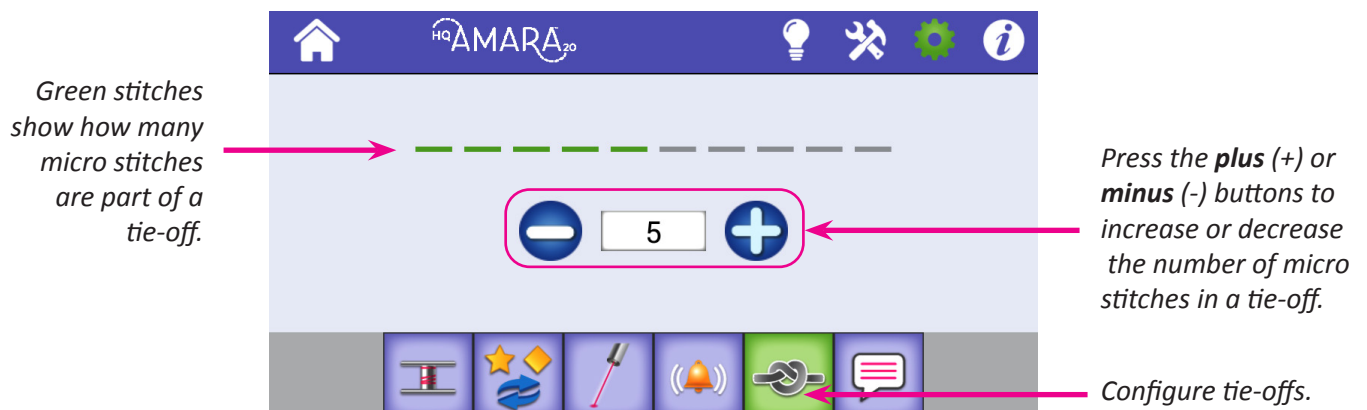 HQ AMARA 20
Green stitches
show how many
micro stitches
are part of a
tie-off.
5
Press the plus (+) or
minus (-) buttons to
increase or decrease
the number of micro
stitches in a tie-off.
Configure tie-offs.